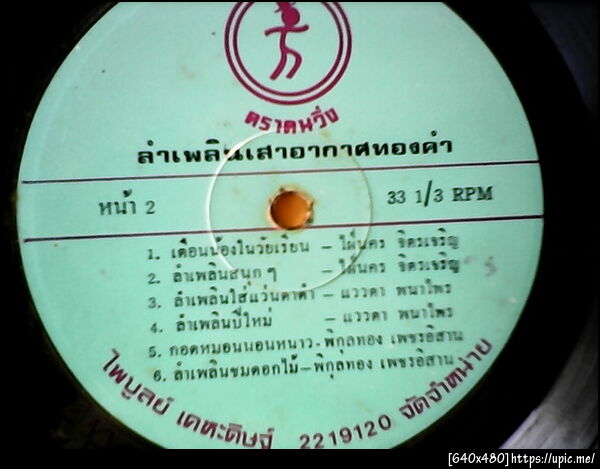 ตราคนวิ่ง
ลำเพลินเสาอากาศทองคำ
หน้า 2
33 1/3 RPM
1. เตือนน้องในวัยเรียน - ไผ่นคร จิตรเจริญ
2. ลำเพลินสนุก ๆ - ไผ่นคร จิตรเจริญ
3. ลำเพลินใส่แว่นตาดำ - แววดา พนาไพร
4. ลำเพลินปีใหม่ - แววดา พนาไพร
5. กอดหมอนนอนหนาว - พิกุลทอง เพชรอิสาน
6. ลำเพลินชมดอกไม้ - พิกุลทอง เพชรอิสาน
ไพบูลย์ เตหะดิษฐ์ 2219120 จัดจำหน่าย
[640x480]https://upic.me/